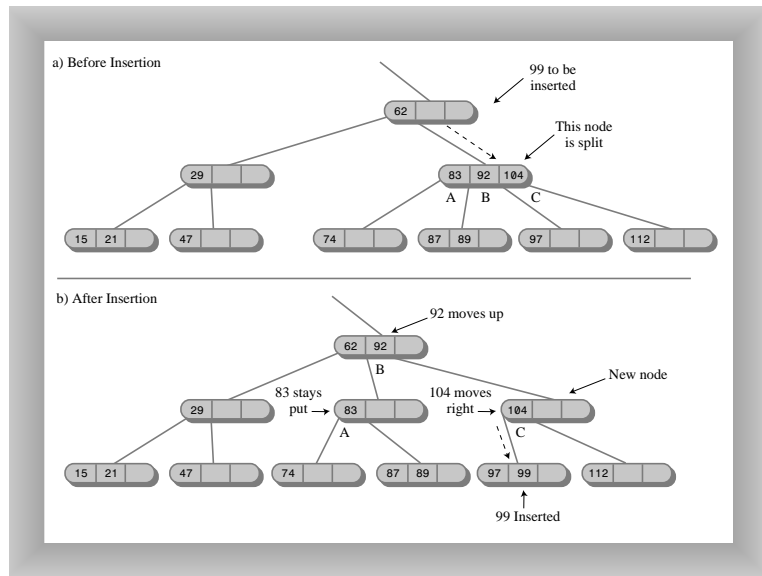 a) Before Insertion
99 to be
inserted
62
This node
is split
29
83 92 104
A B C
15 21
47
74
87 89
97
112
b) After Insertion
92 moves up
62 92
B
New node
83 stays
put
104 moves
right
29
83
104
A
C
15 21
47
74
87 89
97 99
112
99 Inserted